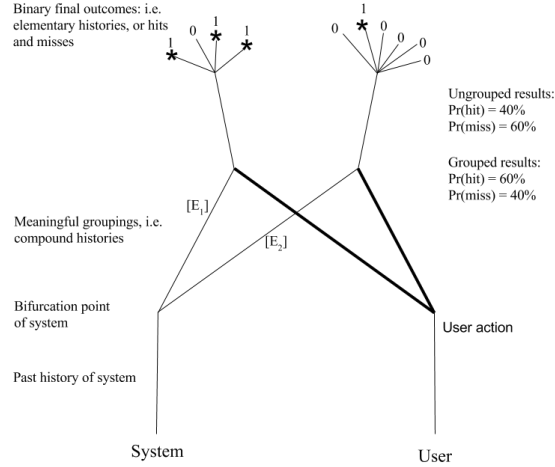 Binary final outcomes: i.e.
elementary histories, or hits
and misses
1 0 1 1
0 1 0 0 0 0
Ungrouped results:
Pr(hit) = 40%
Pr(miss) = 60%
Grouped results:
Pr(hit) = 60%
Pr(miss) = 40%
Meaningful groupings, i.e.
compound histories
[E1]
[E2]
Bifurcation point
of system
User action
Past history of system
System
User